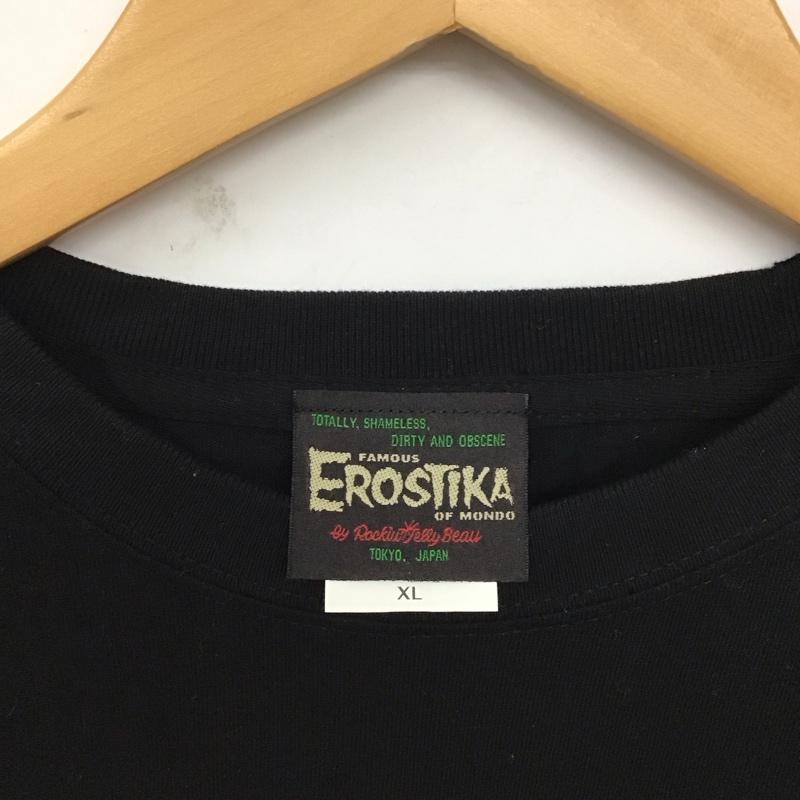 TOTALLY, SHAMELESS,
DIRTY AND OBSCENE
FAMOUS
EROSTIKA
OF MONDO
by Rockin'Jelly Bean
TOKYO, JAPAN
XL